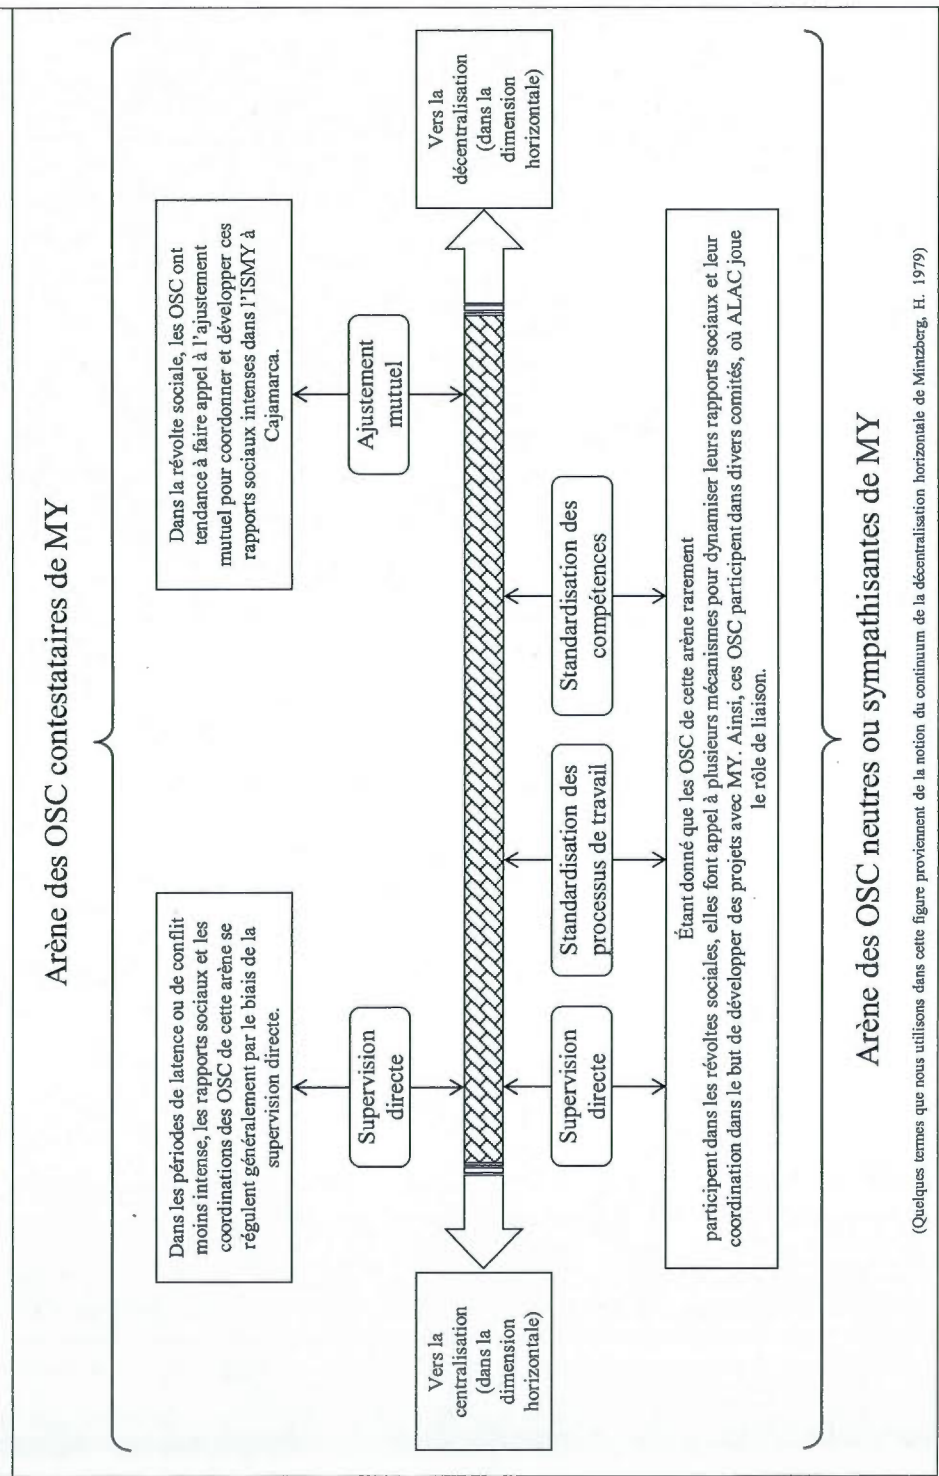 Arène des OSC contestataires de MY
Dans les périodes de latence ou de conflit
moins intense, les rapports sociaux et les
coordinations des OSC de cette arène se
régulent généralement par le biais de la
supervision directe.
Dans la révolte sociale, les OSC ont
tendance à faire appel à l'ajustement
mutuel pour coordonner et développer ces
rapports sociaux intenses dans l'ISMY à
Cajamarca.
Supervision
directe
Ajustement
mutuel
Vers la
centralisation
(dans la
dimension
horizontale)
Vers la
décentralisation
(dans la
dimension
horizontale)
Supervision
directe
Standardisation des
processus de travail
Standardisation des
compétences
Étant donné que les OSC de cette arène rarement
participent dans les révoltes sociales, elles font appel à plusieurs mécanismes pour dynamiser leurs rapports sociaux et leur
coordination dans le but de développer des projets avec MY. Ainsi, ces OSC participent dans divers comités, où ALAC joue
le rôle de liaison.
Arène des OSC neutres ou sympathisantes de MY
(Quelques termes que nous utilisons dans cette figure proviennent de la notion du continuum de la décentralisation horizontale de Mintzberg, H. 1979)